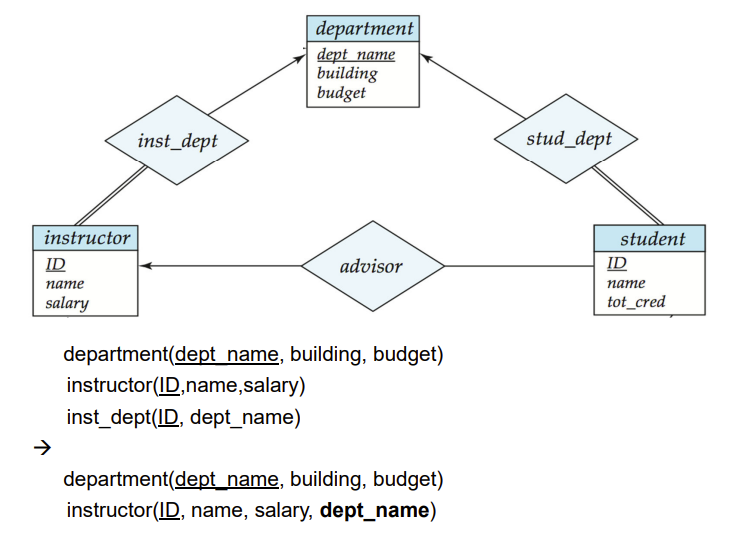 department
dept_name
building
budget
inst_dept
stud_dept
instructor
ID
name
salary
advisor
student
ID
name
tot_cred
department(dept_name, building, budget)
instructor(ID,name,salary)
inst_dept(ID, dept_name)
→
department(dept_name, building, budget)
instructor(ID, name, salary, dept_name)